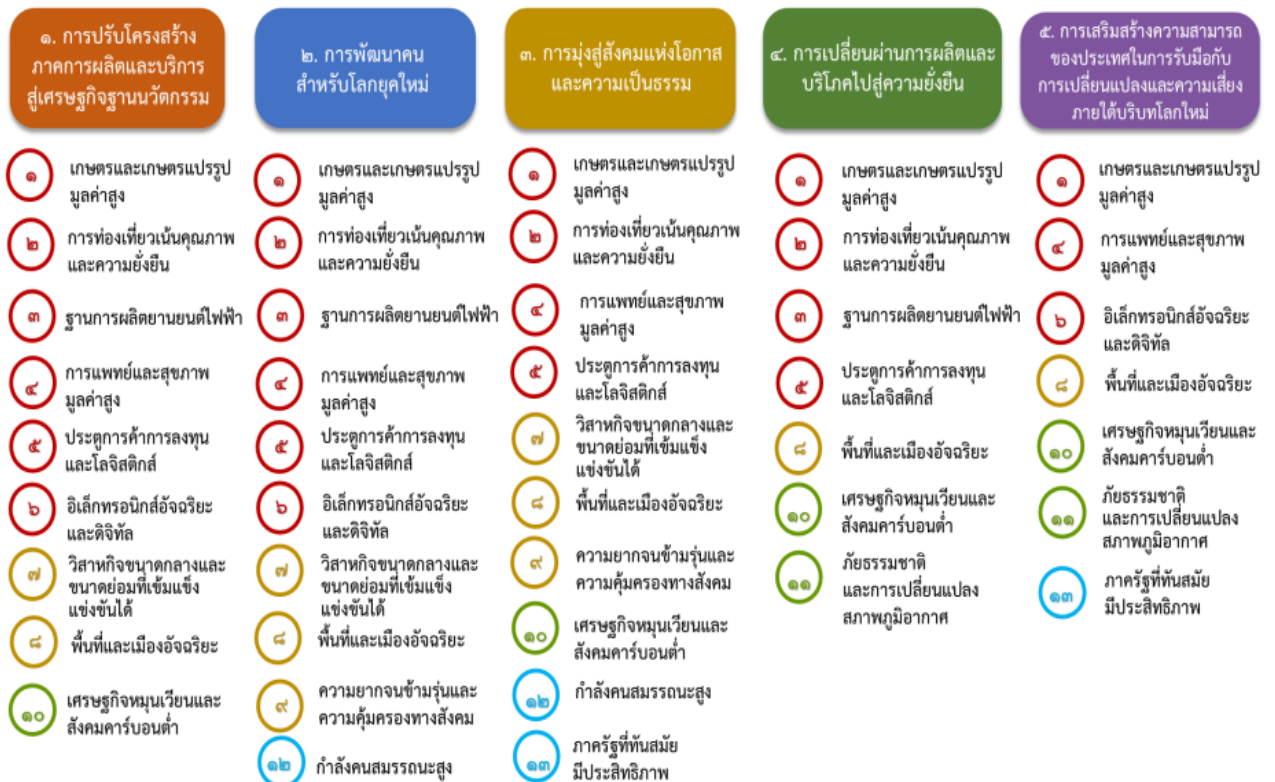 ๑. การปรับโครงสร้าง
ภาคการผลิตและบริการ
สู่เศรษฐกิจฐานนวัตกรรม
๑
เกษตรและเกษตรแปรรูป
มูลค่าสูง
๒
การท่องเที่ยวเน้นคุณภาพ
และความยั่งยืน
๓
ฐานการผลิตยานยนต์ไฟฟ้า
๔
การแพทย์และสุขภาพ
มูลค่าสูง
๕
ประตูการค้าการลงทุน
และโลจิสติกส์
๖
อิเล็กทรอนิกส์อัจฉริยะ
และดิจิทัล
๗
วิสาหกิจขนาดกลางและ
ขนาดย่อมที่เข้มแข็ง
แข่งขันได้
๘
พื้นที่และเมืองอัจฉริยะ
๑๐
เศรษฐกิจหมุนเวียนและ
สังคมคาร์บอนต่ำ
๒. การพัฒนาคน
สำหรับโลกยุคใหม่
๑
เกษตรและเกษตรแปรรูป
มูลค่าสูง
๒
การท่องเที่ยวเน้นคุณภาพ
และความยั่งยืน
๓
ฐานการผลิตยานยนต์ไฟฟ้า
๔
การแพทย์และสุขภาพ
มูลค่าสูง
๕
ประตูการค้าการลงทุน
และโลจิสติกส์
๖
อิเล็กทรอนิกส์อัจฉริยะ
และดิจิทัล
๗
วิสาหกิจขนาดกลางและ
ขนาดย่อมที่เข้มแข็ง
แข่งขันได้
๘
พื้นที่และเมืองอัจฉริยะ
๙
ความยากจนข้ามรุ่นและ
ความคุ้มครองทางสังคม
๑๒
กำลังคนสมรรถนะสูง
๓. การมุ่งสู่สังคมแห่งโอกาส
และความเป็นธรรม
๑
เกษตรและเกษตรแปรรูป
มูลค่าสูง
๒
การท่องเที่ยวเน้นคุณภาพ
และความยั่งยืน
๔
การแพทย์และสุขภาพ
มูลค่าสูง
๕
ประตูการค้าการลงทุน
และโลจิสติกส์
๗
วิสาหกิจขนาดกลางและ
ขนาดย่อมที่เข้มแข็ง
แข่งขันได้
๘
พื้นที่และเมืองอัจฉริยะ
๙
ความยากจนข้ามรุ่นและ
ความคุ้มครองทางสังคม
๑๐
เศรษฐกิจหมุนเวียนและ
สังคมคาร์บอนต่ำ
๑๒
กำลังคนสมรรถนะสูง
๑๓
ภาครัฐที่ทันสมัย
มีประสิทธิภาพ
๔. การเปลี่ยนผ่านการผลิตและ
บริโภคไปสู่ความยั่งยืน
๑
เกษตรและเกษตรแปรรูป
มูลค่าสูง
๒
การท่องเที่ยวเน้นคุณภาพ
และความยั่งยืน
๓
ฐานการผลิตยานยนต์ไฟฟ้า
๕
ประตูการค้าการลงทุน
และโลจิสติกส์
๘
พื้นที่และเมืองอัจฉริยะ
๑๐
เศรษฐกิจหมุนเวียนและ
สังคมคาร์บอนต่ำ
๑๑
ภัยธรรมชาติ
และการเปลี่ยนแปลง
สภาพภูมิอากาศ
๕. การเสริมสร้างความสามารถ
ของประเทศในการรับมือกับ
การเปลี่ยนแปลงและความเสี่ยง
ภายใต้บริบทโลกใหม่
๑
เกษตรและเกษตรแปรรูป
มูลค่าสูง
๔
การแพทย์และสุขภาพ
มูลค่าสูง
๖
อิเล็กทรอนิกส์อัจฉริยะ
และดิจิทัล
๘
พื้นที่และเมืองอัจฉริยะ
๑๐
เศรษฐกิจหมุนเวียนและ
สังคมคาร์บอนต่ำ
๑๑
ภัยธรรมชาติ
และการเปลี่ยนแปลง
สภาพภูมิอากาศ
๑๓
ภาครัฐที่ทันสมัย
มีประสิทธิภาพ